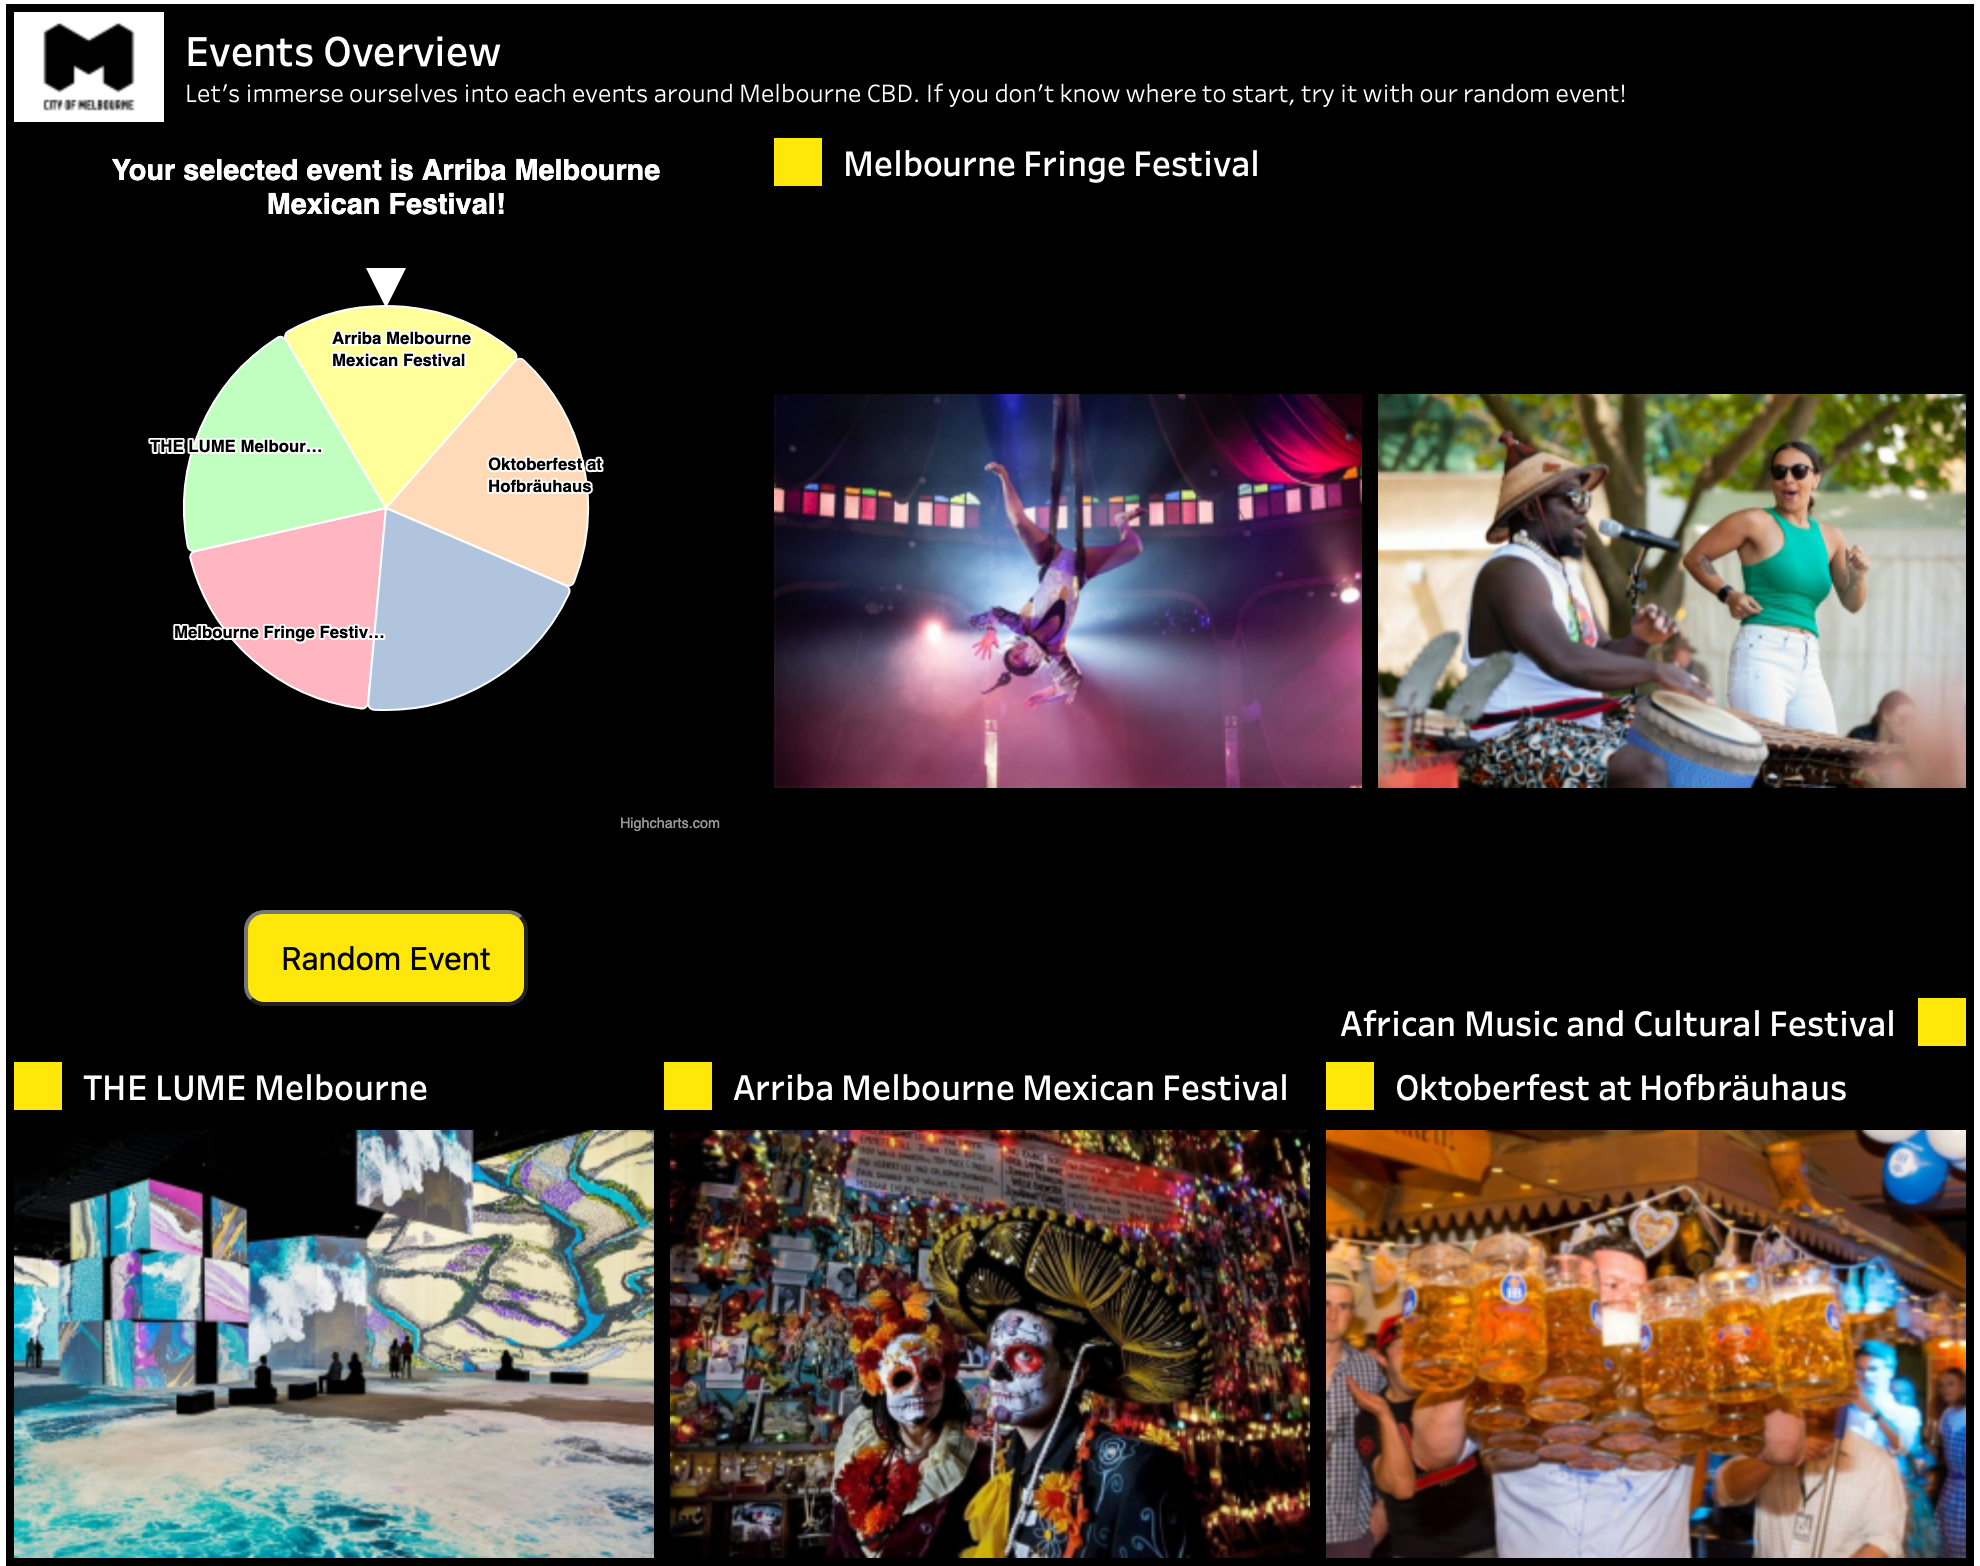 CITY OF MELBOURNE
Events Overview
Let's immerse ourselves into each events around Melbourne CBD. If you don't know where to start, try it with our random event!
Your selected event is Arriba Melbourne
Mexican Festival!
Arriba Melbourne
Mexican Festival
THE LUME Melbour...
Oktoberfest at
Hofbräuhaus
Melbourne Fringe Festiv...
Highcharts.com
Random Event
Melbourne Fringe Festival
African Music and Cultural Festival
THE LUME Melbourne
Arriba Melbourne Mexican Festival
Oktoberfest at Hofbräuhaus
HB